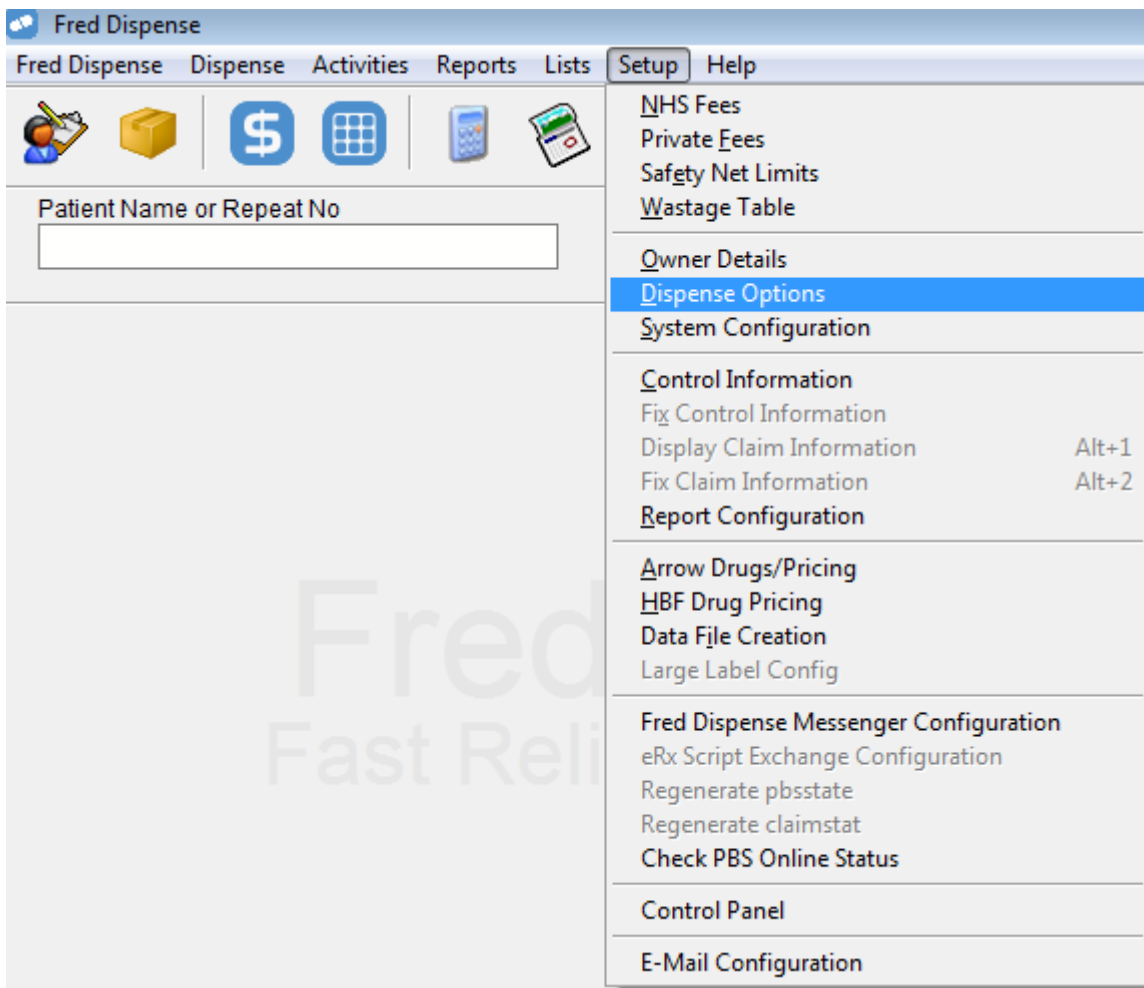 Fred Dispense
Fred Dispense Dispense Activities Reports Lists Setup Help
Patient Name or Repeat No
NHS Fees
Private Fees
Safety Net Limits
Wastage Table
Owner Details
Dispense Options
System Configuration
Control Information
Fix Control Information
Display Claim Information Alt+1
Fix Claim Information Alt+2
Report Configuration
Arrow Drugs/Pricing
HBF Drug Pricing
Data File Creation
Large Label Config
Fred Dispense Messenger Configuration
eRx Script Exchange Configuration
Regenerate pbsstate
Regenerate claimstat
Check PBS Online Status
Control Panel
E-Mail Configuration
Fred
Fast Reli